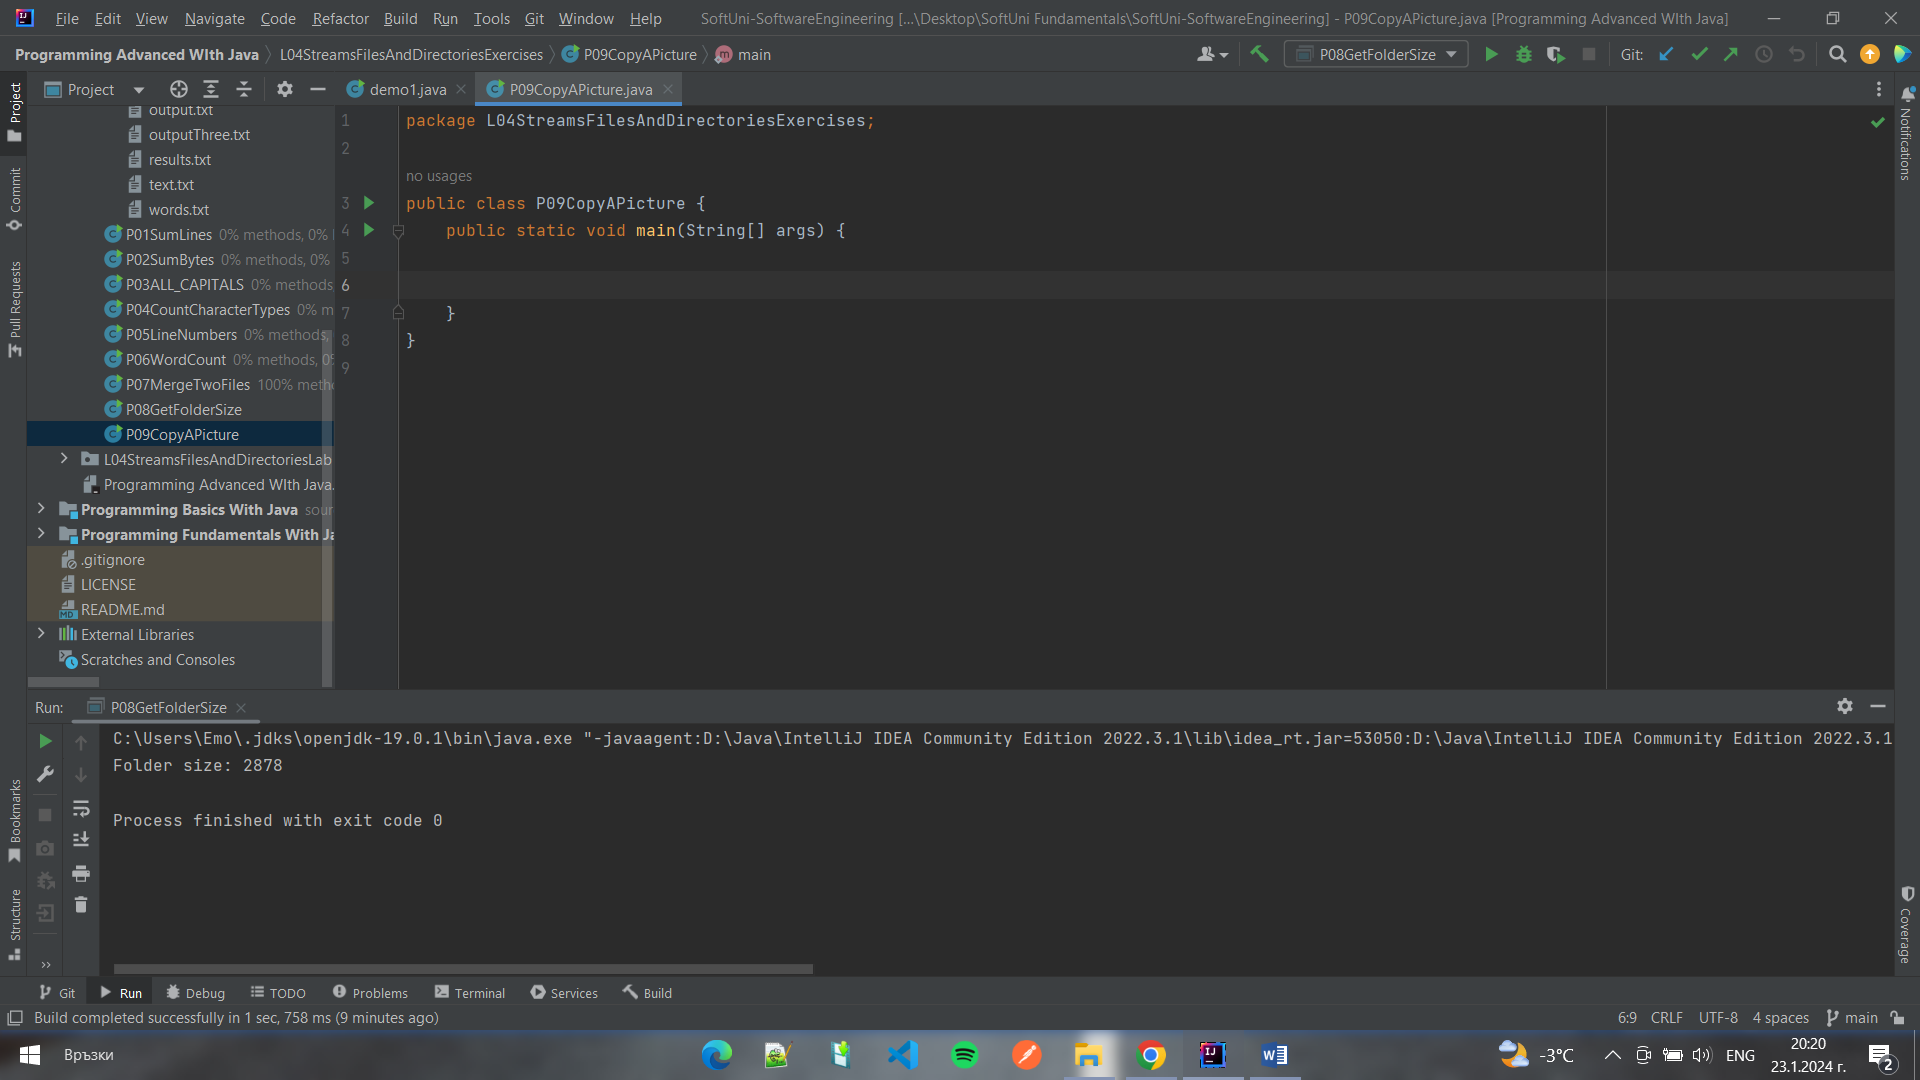 File Edit View Navigate Code Refactor Build Run Tools Git Window Help SoftUni-SoftwareEngineering [...\Desktop\SoftUni Fundamentals\SoftUni-SoftwareEngineering] - P09CopyAPicture.java [Programming Advanced WIth Java]
Programming Advanced WIth Java L04StreamsFilesAndDirectoriesExercises P09CopyAPicture main P08GetFolderSize Git:
Project demo1.java P09CopyAPicture.java
Project
Commit
Pull Requests
Bookmarks
Structure
output.txt
outputThree.txt
results.txt
text.txt
words.txt
P01SumLines 0% methods, 0%
P02SumBytes 0% methods, 0%
P03ALL_CAPITALS 0% methods
P04CountCharacterTypes 0% m
P05LineNumbers 0% methods,
P06WordCount 0% methods, 0%
P07MergeTwoFiles 100% meth
P08GetFolderSize
P09CopyAPicture
L04StreamsFilesAndDirectoriesLab
Programming Advanced WIth Java.
Programming Basics With Java sour
Programming Fundamentals With Ja
.gitignore
LICENSE
README.md
External Libraries
Scratches and Consoles
1 package L04StreamsFilesAndDirectoriesExercises;
2
no usages
3 public class P09CopyAPicture {
4 public static void main(String[] args) {
5
6
7 }
8 }
9
Notifications
Coverage
Run: P08GetFolderSize
C:\Users\Emo\.jdks\openjdk-19.0.1\bin\java.exe "-javaagent:D:\Java\IntelliJ IDEA Community Edition 2022.3.1\lib\idea_rt.jar=53050:D:\Java\IntelliJ IDEA Community Edition 2022.3.1
Folder size: 2878
Process finished with exit code 0
Git Run Debug TODO Problems Terminal Services Build
Build completed successfully in 1 sec, 758 ms (9 minutes ago) 6:9 CRLF UTF-8 4 spaces main
Връзки -3°C ENG 20:20
23.1.2024 г. 2